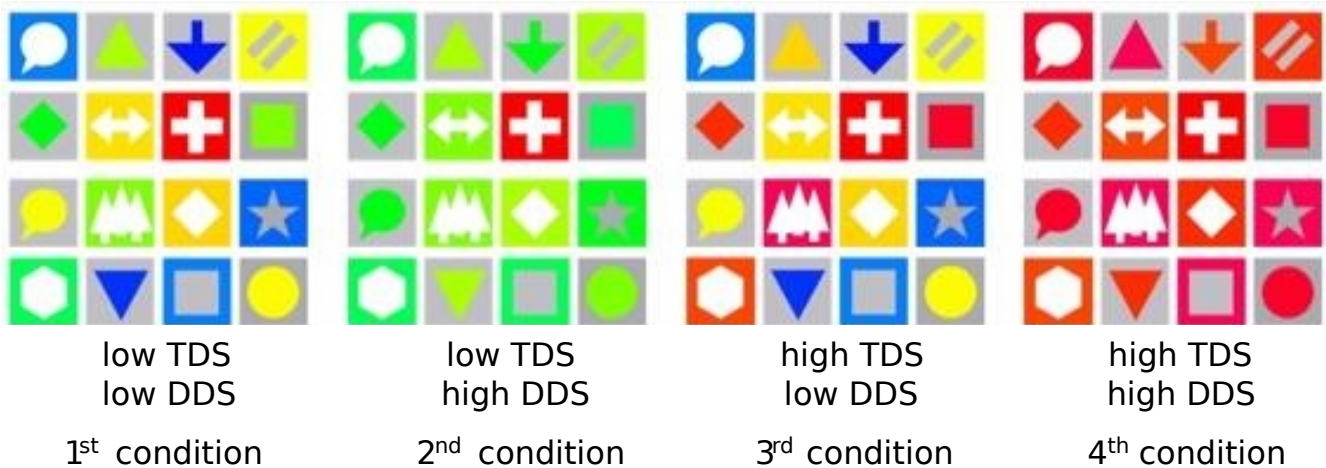 low TDS
low DDS
1st condition
low TDS
high DDS
2nd condition
high TDS
low DDS
3rd condition
high TDS
high DDS
4th condition